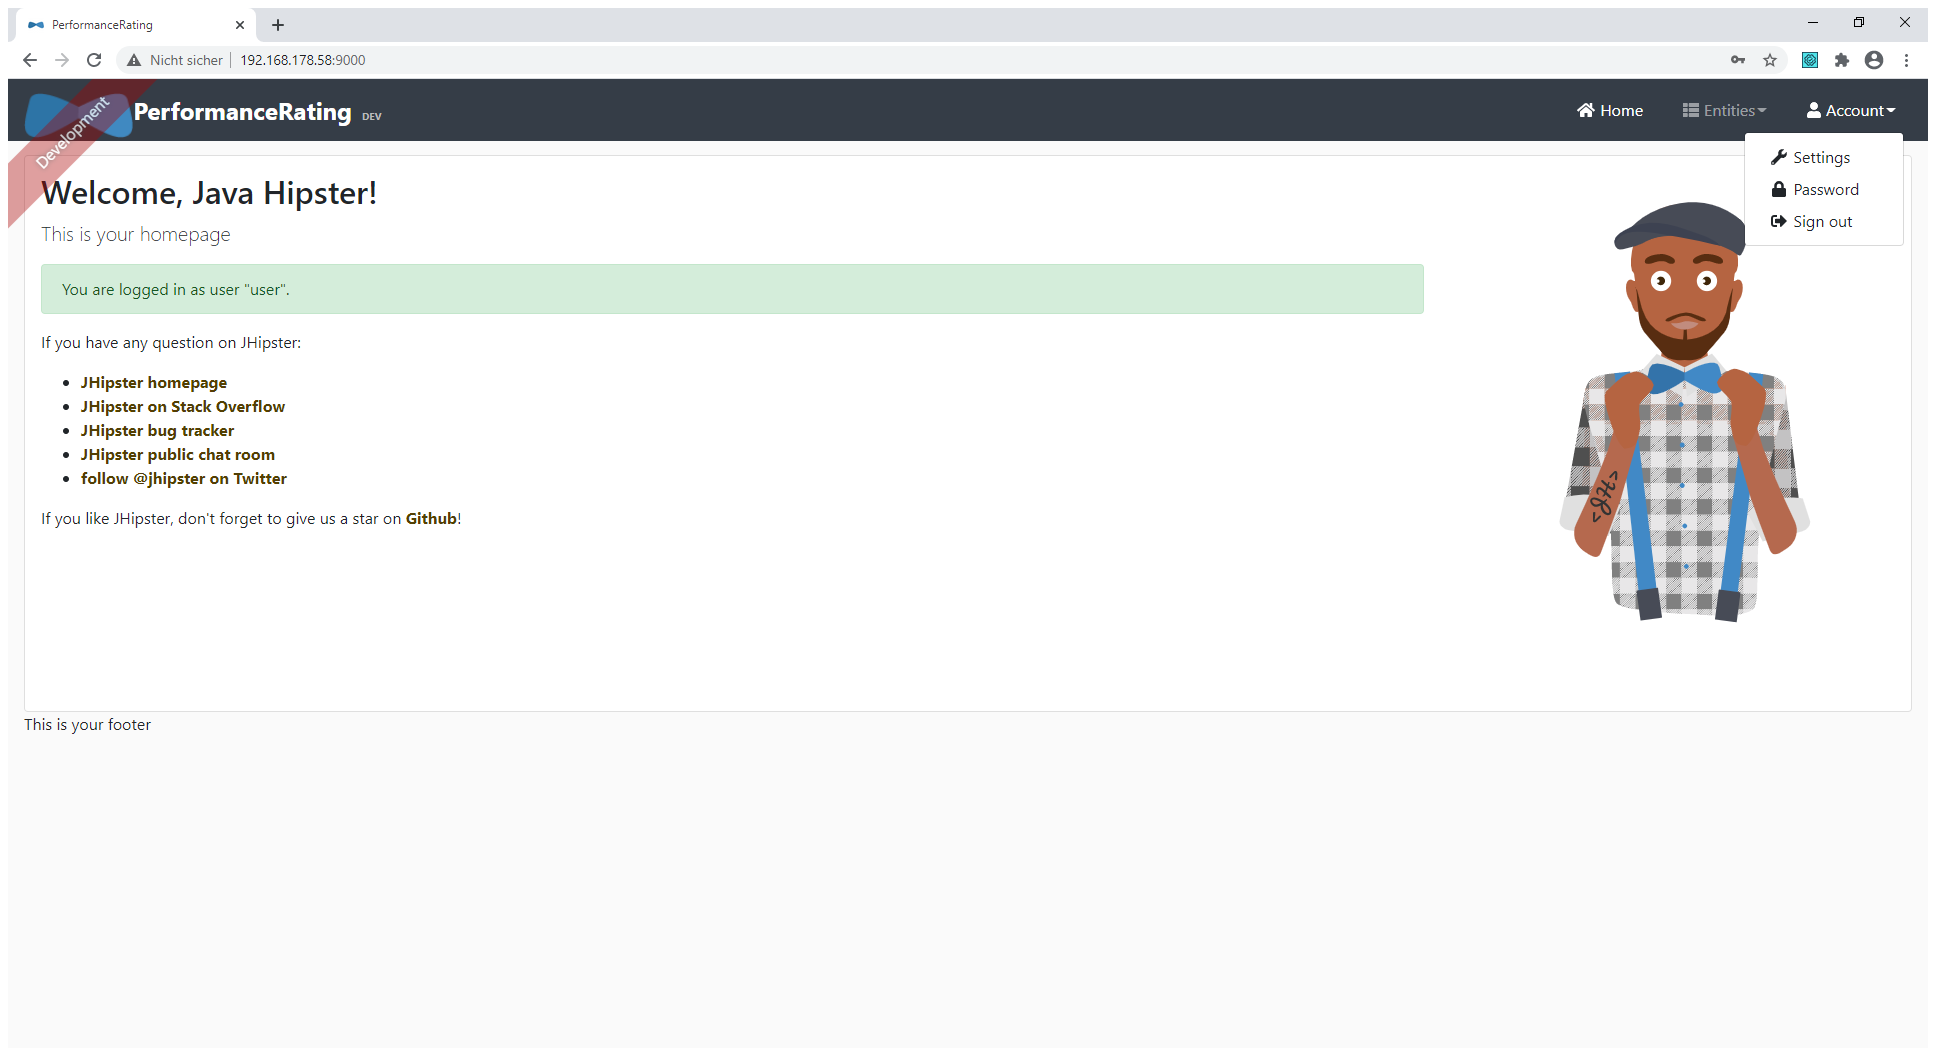 PerformanceRating
Nicht sicher 192.168.178.58:9000
Development
PerformanceRating DEV
Home Entities Account
Settings
Password
Sign out
Welcome, Java Hipster!
This is your homepage
You are logged in as user "user".
If you have any question on JHipster:
JHipster homepage
JHipster on Stack Overflow
JHipster bug tracker
JHipster public chat room
follow @jhipster on Twitter
If you like JHipster, don't forget to give us a star on Github!
<JH>
This is your footer